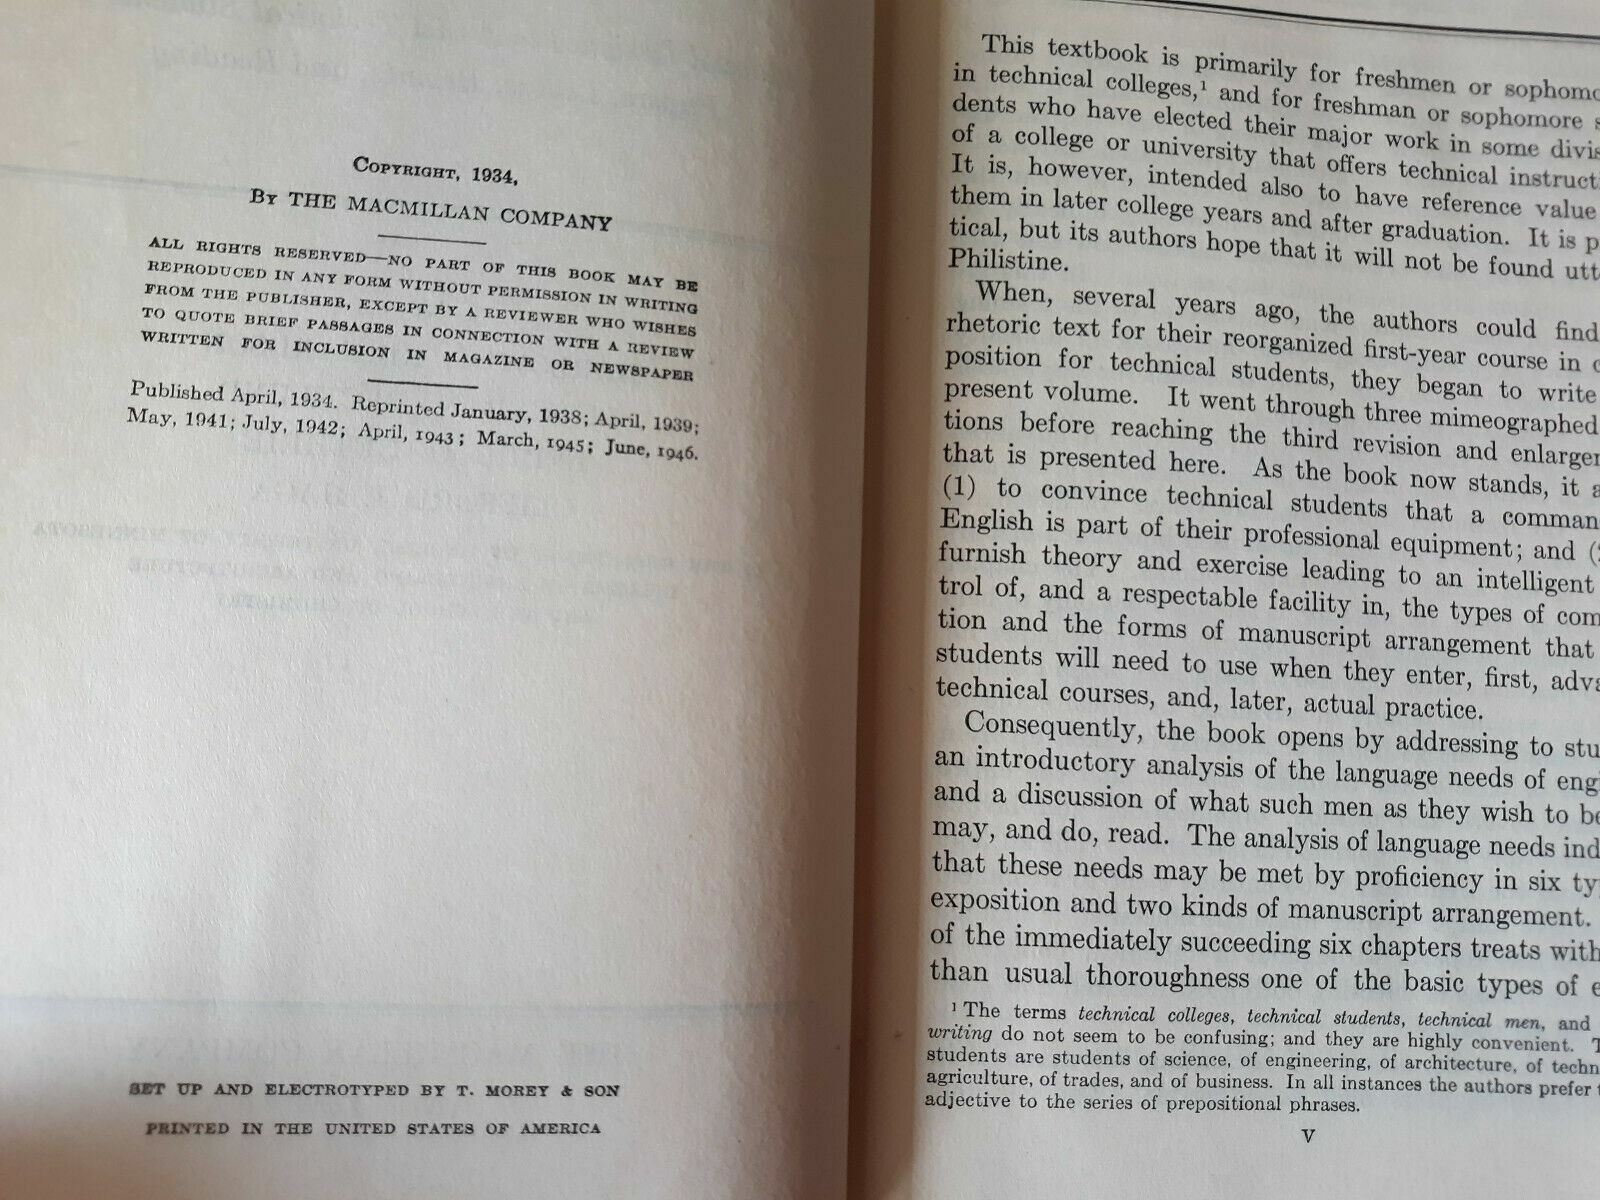 COPYRIGHT, 1934,
BY THE MACMILLAN COMPANY
ALL RIGHTS RESERVED—NO PART OF THIS BOOK MAY BE
REPRODUCED IN ANY FORM WITHOUT PERMISSION IN WRITING
FROM THE PUBLISHER, EXCEPT BY A REVIEWER WHO WISHES
TO QUOTE BRIEF PASSAGES IN CONNECTION WITH A REVIEW
WRITTEN FOR INCLUSION IN MAGAZINE OR NEWSPAPER
Published April, 1934. Reprinted January, 1938; April, 1939;
May, 1941; July, 1942; April, 1943; March, 1945; June, 1946.
SET UP AND ELECTROTYPED BY T. MOREY & SON
PRINTED IN THE UNITED STATES OF AMERICA
This textbook is primarily for freshmen or sophomo
in technical colleges,¹ and for freshman or sophomore s
dents who have elected their major work in some divis
of a college or university that offers technical instructi
It is, however, intended also to have reference value
them in later college years and after graduation. It is p
tical, but its authors hope that it will not be found utt
Philistine.
When, several years ago, the authors could find
rhetoric text for their reorganized first-year course in c
position for technical students, they began to write
present volume. It went through three mimeographed
tions before reaching the third revision and enlarger
that is presented here. As the book now stands, it a
(1) to convince technical students that a comman
English is part of their professional equipment; and (2
furnish theory and exercise leading to an intelligent
trol of, and a respectable facility in, the types of com
tion and the forms of manuscript arrangement that
students will need to use when they enter, first, adva
technical courses, and, later, actual practice.
Consequently, the book opens by addressing to stu
an introductory analysis of the language needs of engi
and a discussion of what such men as they wish to be
may, and do, read. The analysis of language needs ind
that these needs may be met by proficiency in six ty
exposition and two kinds of manuscript arrangement.
of the immediately succeeding six chapters treats with
than usual thoroughness one of the basic types of e
¹ The terms technical colleges, technical students, technical men, and
writing do not seem to be confusing; and they are highly convenient. T
students are students of science, of engineering, of architecture, of techn
agriculture, of trades, and of business. In all instances the authors prefer t
adjective to the series of prepositional phrases.
V